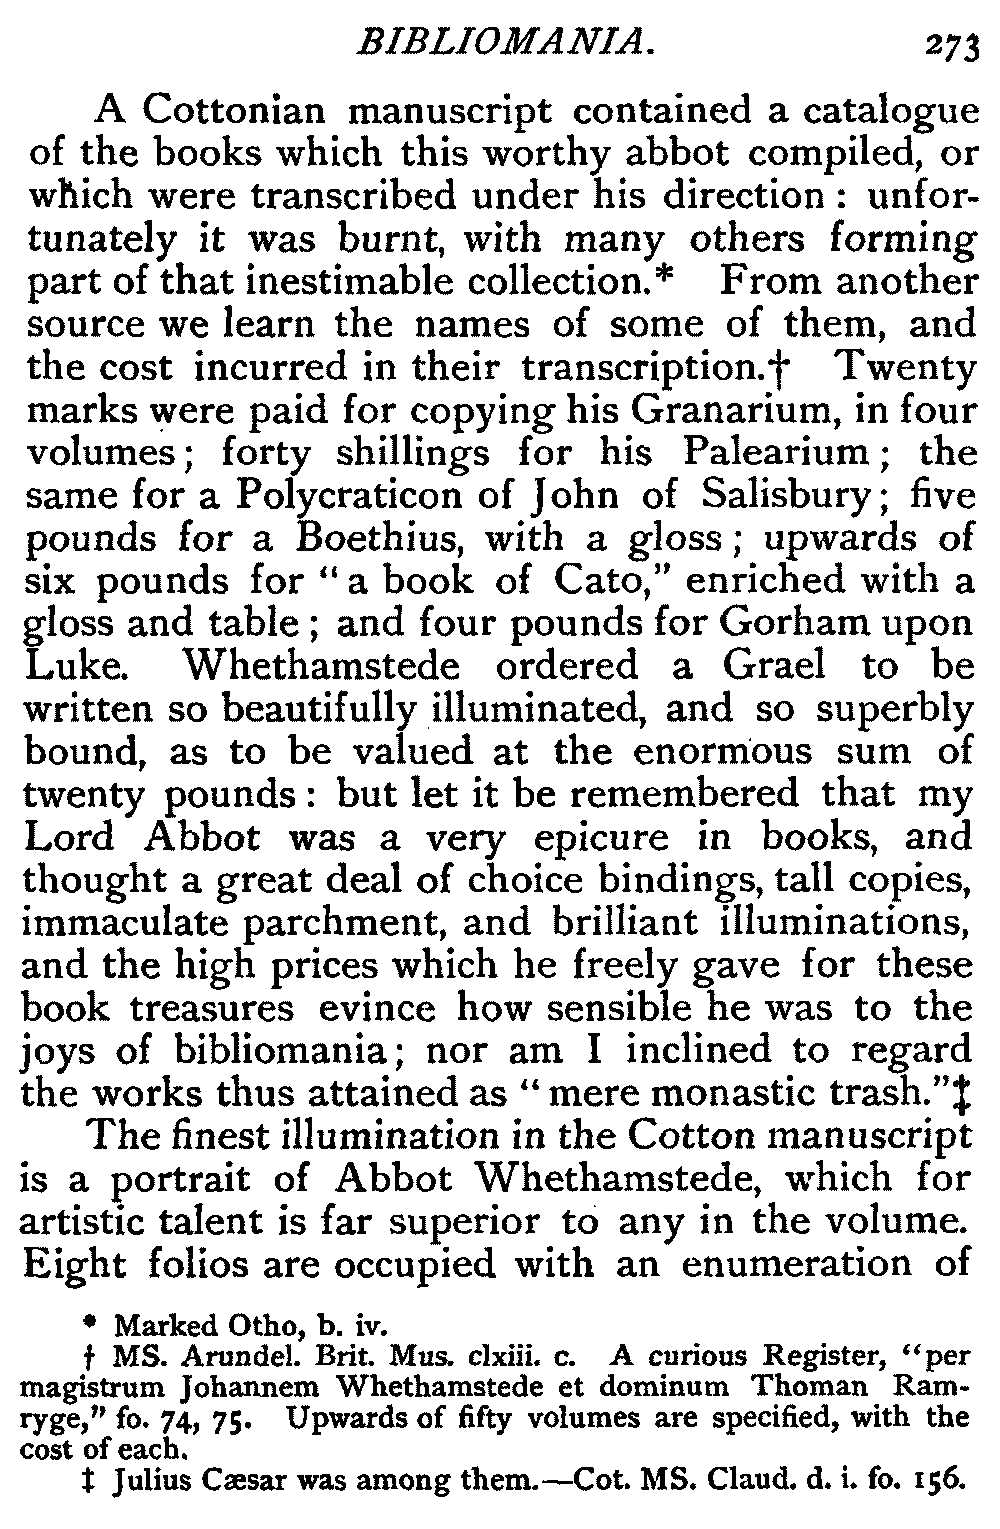 BIBLIOMANIA. 273
A Cottonian manuscript contained a catalogue
of the books which this worthy abbot compiled, or
which were transcribed under his direction : unfor-
tunately it was burnt, with many others forming
part of that inestimable collection.* From another
source we learn the names of some of them, and
the cost incurred in their transcription.† Twenty
marks were paid for copying his Granarium, in four
volumes ; forty shillings for his Palearium ; the
same for a Polycraticon of John of Salisbury ; five
pounds for a Boethius, with a gloss ; upwards of
six pounds for “ a book of Cato,” enriched with a
gloss and table ; and four pounds for Gorham upon
Luke. Whethamstede ordered a Grael to be
written so beautifully illuminated, and so superbly
bound, as to be valued at the enormous sum of
twenty pounds : but let it be remembered that my
Lord Abbot was a very epicure in books, and
thought a great deal of choice bindings, tall copies,
immaculate parchment, and brilliant illuminations,
and the high prices which he freely gave for these
book treasures evince how sensible he was to the
joys of bibliomania ; nor am I inclined to regard
the works thus attained as “ mere monastic trash.”‡
The finest illumination in the Cotton manuscript
is a portrait of Abbot Whethamstede, which for
artistic talent is far superior to any in the volume.
Eight folios are occupied with an enumeration of
* Marked Otho, b. iv.
† MS. Arundel. Brit. Mus. clxiii. c. A curious Register, “per
magistrum Johannem Whethamstede et dominum Thoman Ram-
ryge,” fo. 74, 75. Upwards of fifty volumes are specified, with the
cost of each.
‡ Julius Cæsar was among them.—Cot. MS. Claud. d. i. fo. 156.